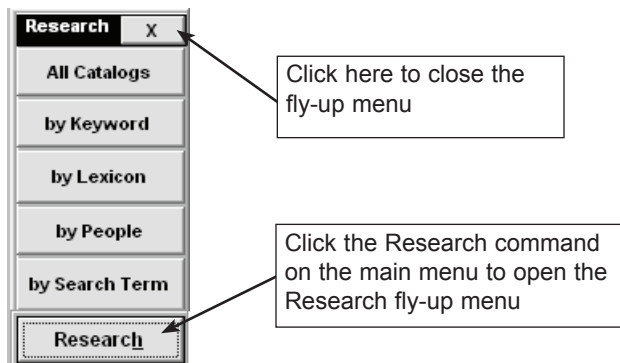 Research X
All Catalogs
Click here to close the
fly-up menu
by Keyword
by Lexicon
by People
by Search Term
Click the Research command
on the main menu to open the
Research fly-up menu
Research